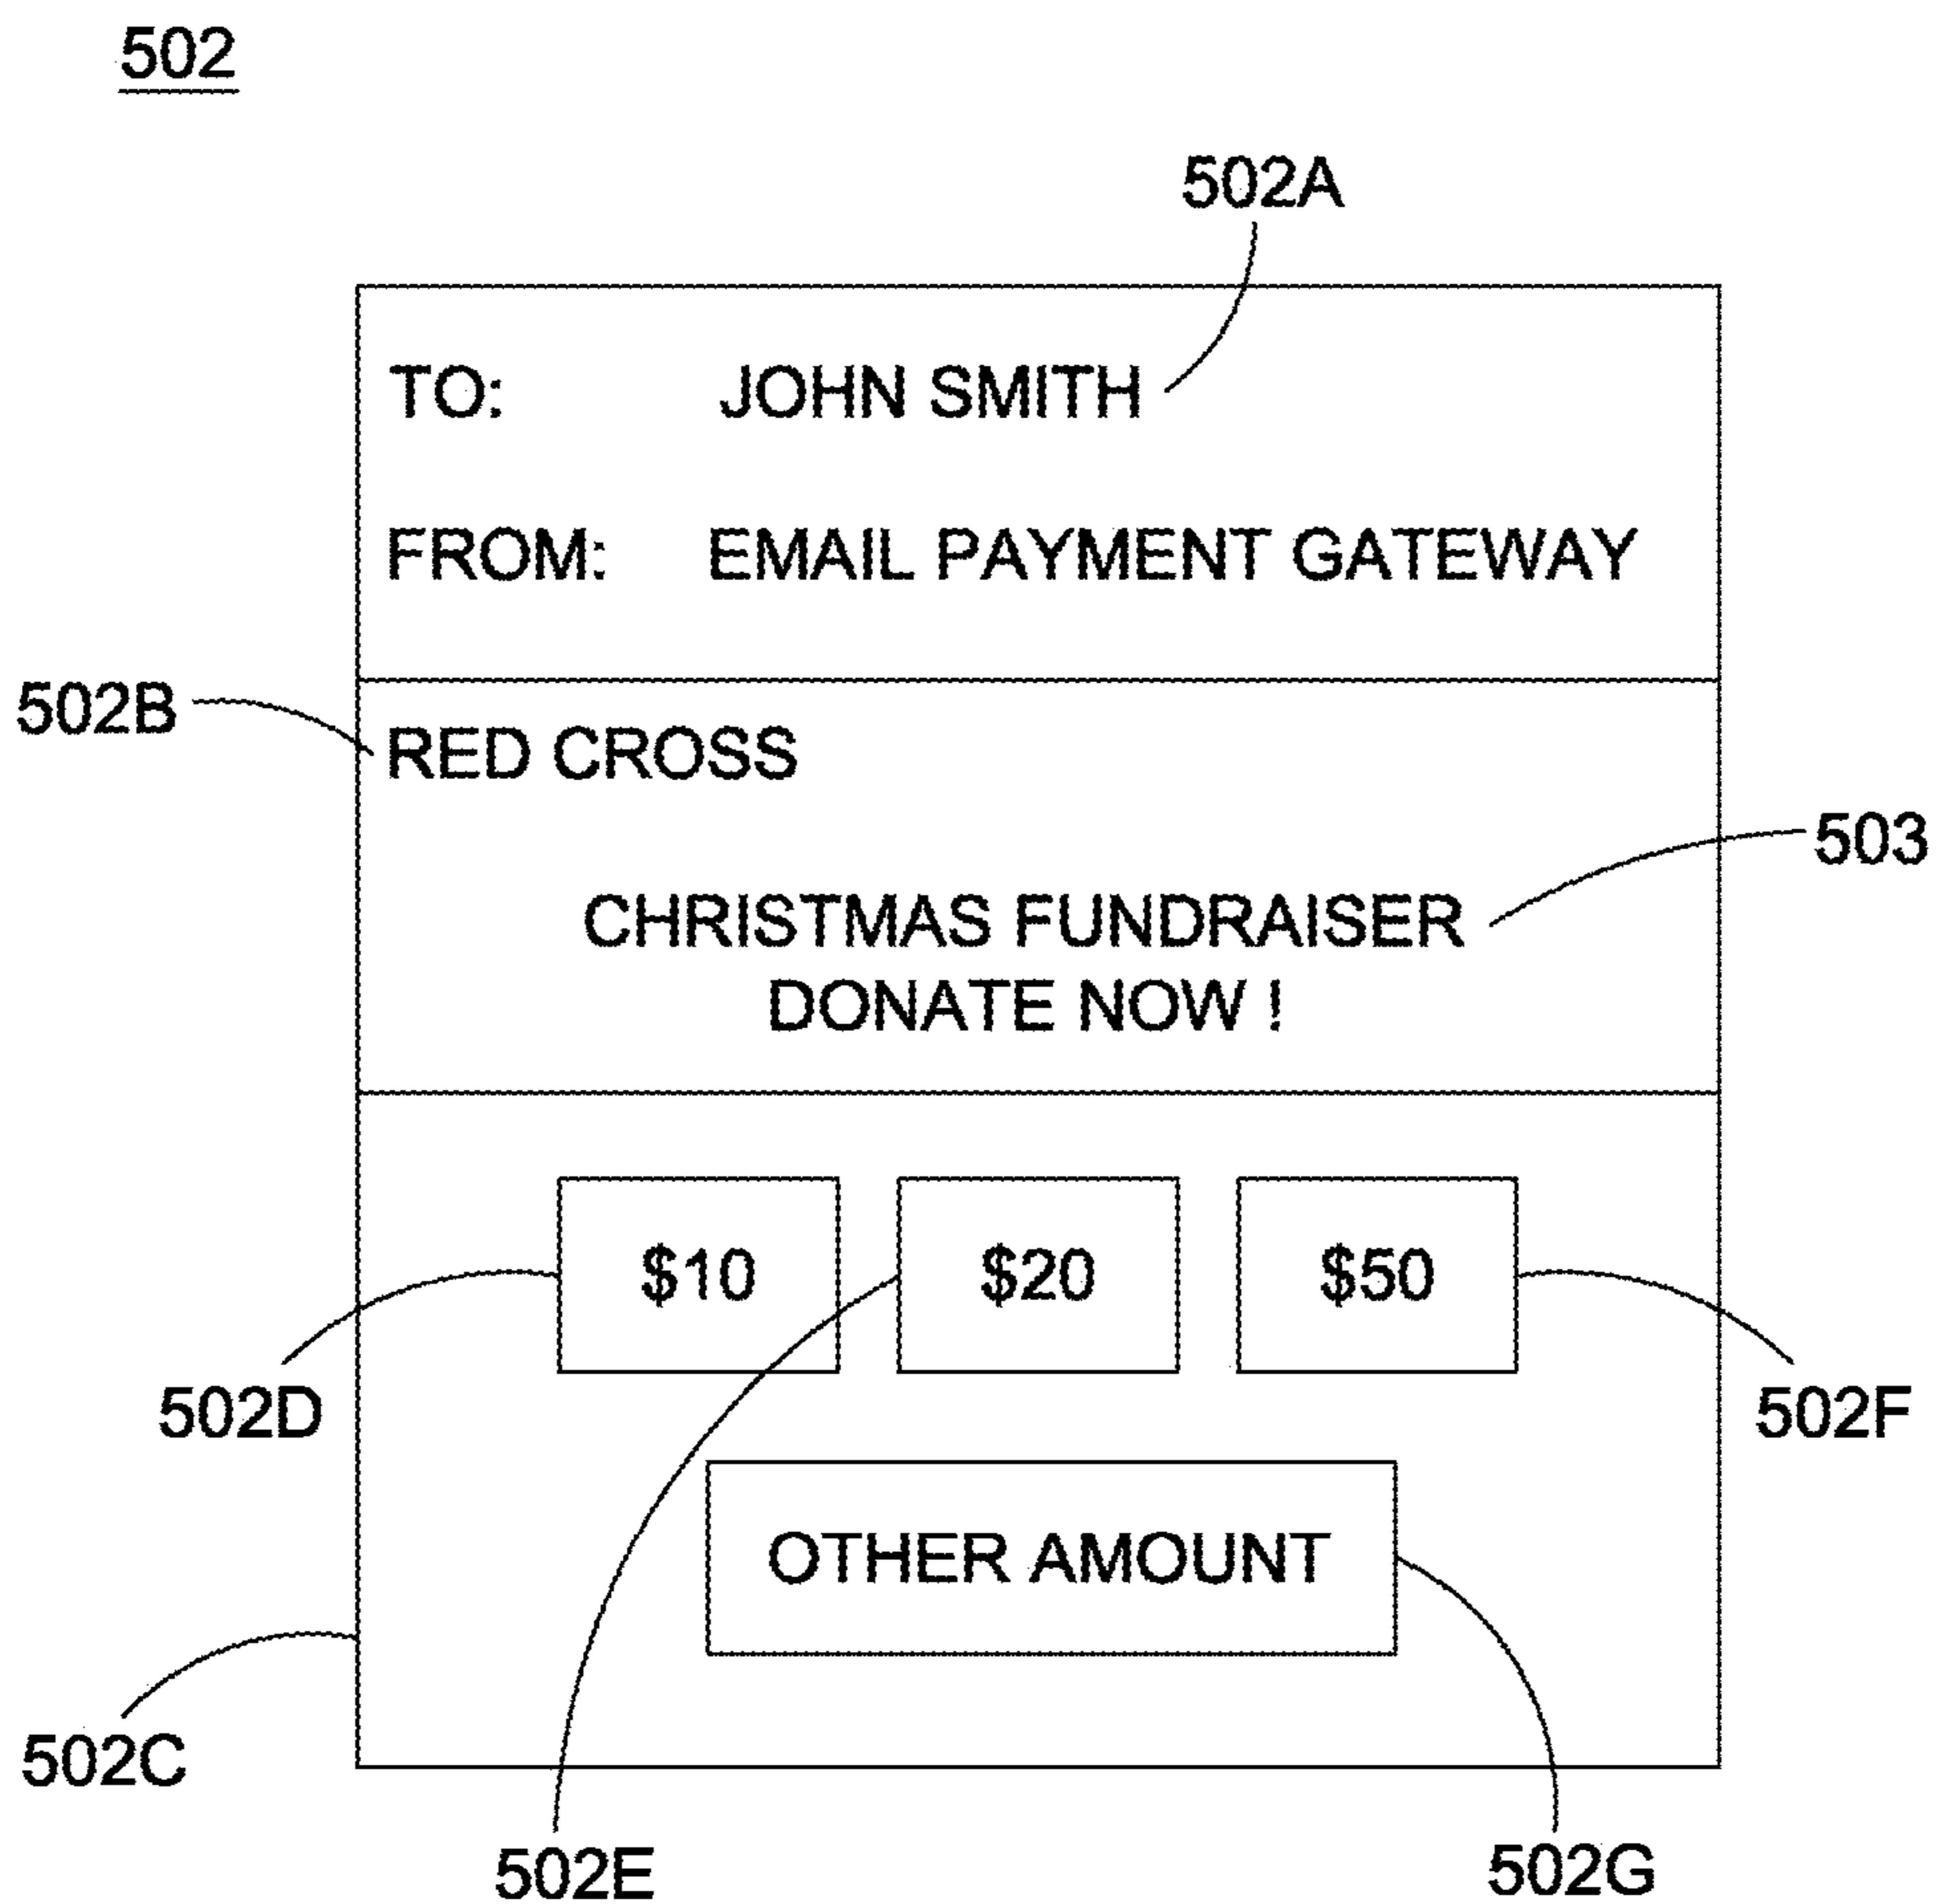 502
502A
TO: JOHN SMITH
FROM: EMAIL PAYMENT GATEWAY
502B
RED CROSS
503
CHRISTMAS FUNDRAISER
DONATE NOW !
$10 $20 $50
502D
502F
OTHER AMOUNT
502C
502E
502G